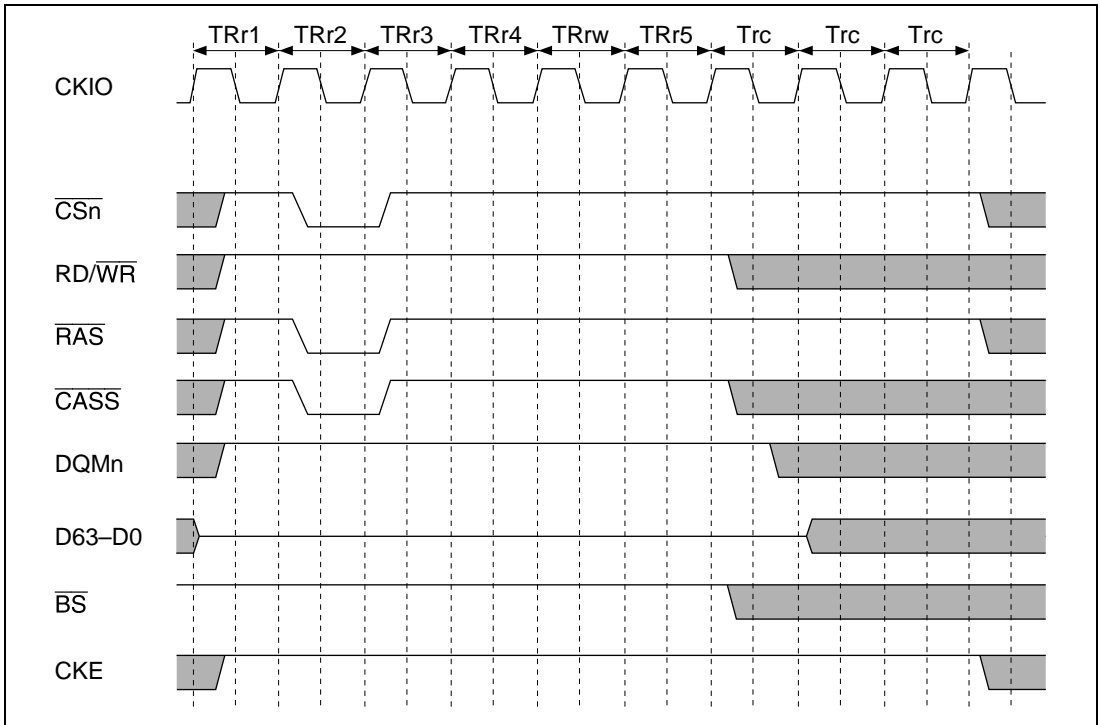 TRr1 TRr2 TRr3 TRr4 TRrw TRr5 Trc Trc Trc
CKIO
CSn
RD/WR
RAS
CASS
DQMn
D63–D0
BS
CKE